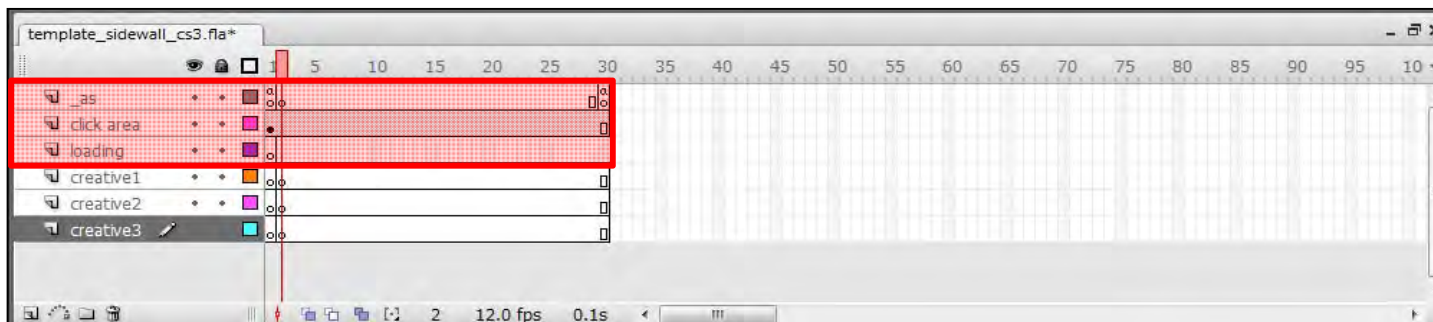 template_sidewall_cs3.fla*
1 5 10 15 20 25 30 35 40 45 50 55 60 65 70 75 80 85 90 95 10
_as
click area
loading
creative1
creative2
creative3
2 12.0 fps 0.1s